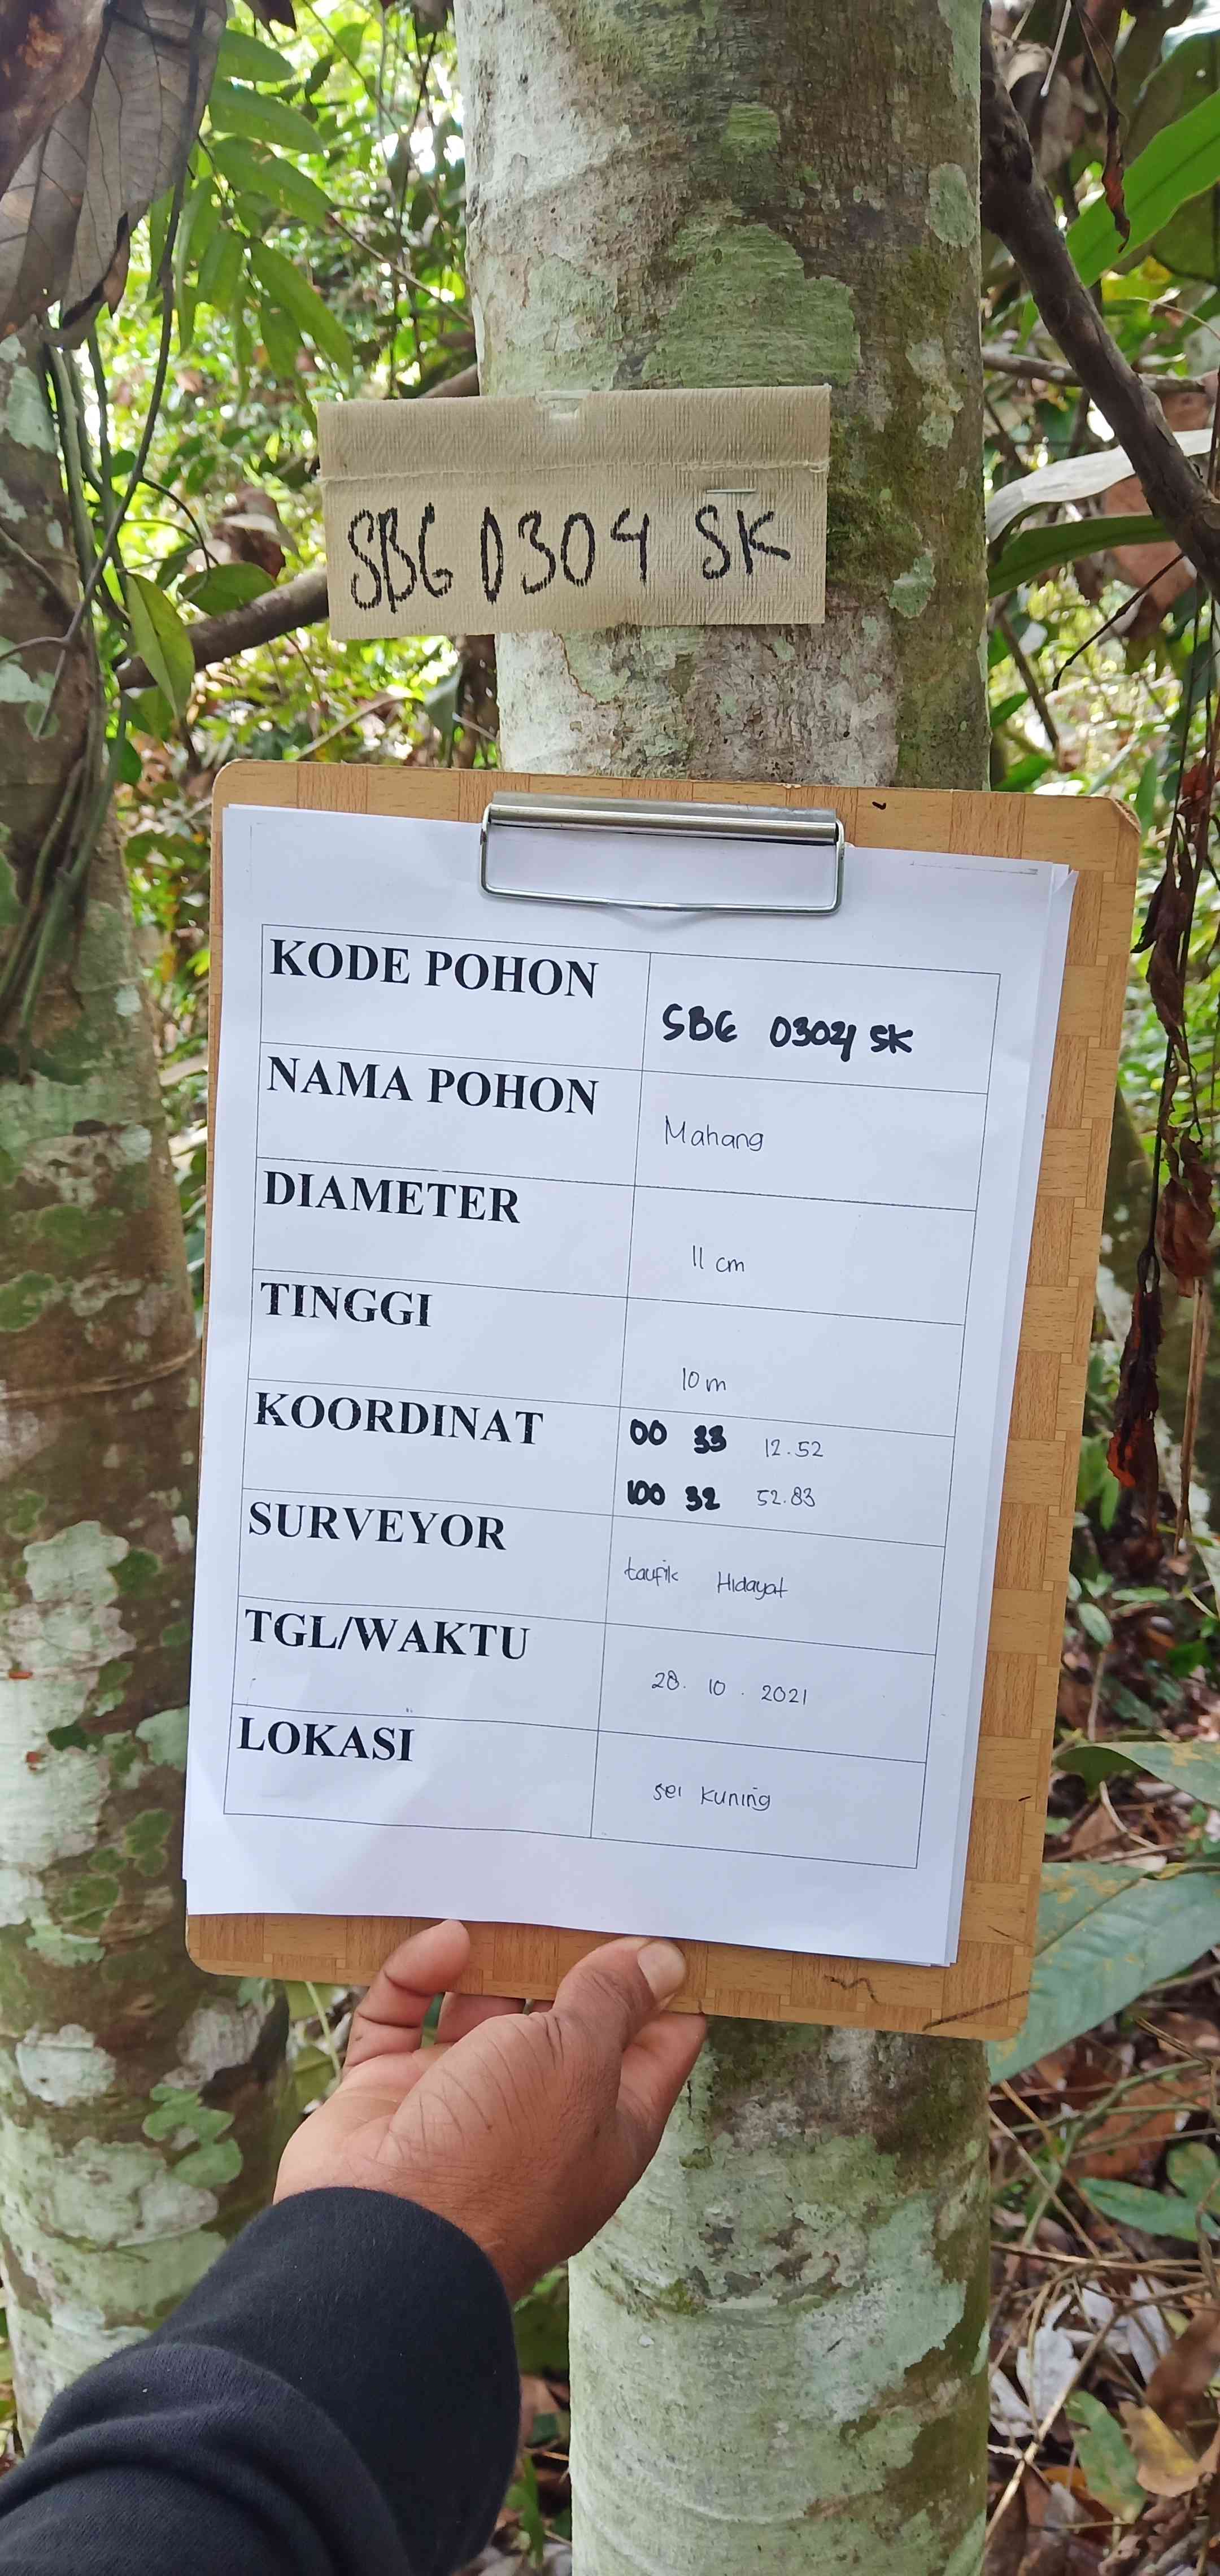 SBG 0304 SK
KODE POHON
SBG 0304 SK
NAMA POHON
Mahang
DIAMETER
11 cm
TINGGI
10 m
KOORDINAT
00 33 12.52
100 32 52.83
SURVEYOR
taufik Hidayat
TGL/WAKTU
28. 10 . 2021
LOKASI
sei kuning